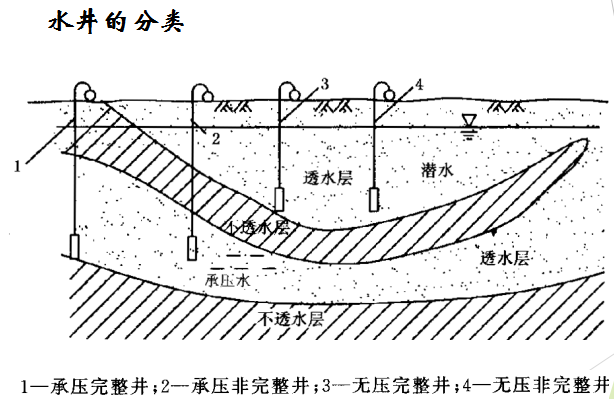 水井的分类
3
4
1
2
透水层
潜水
不透水层
透水层
承压水
不透水层
1—承压完整井;2—承压非完整井;3—无压完整井;4—无压非完整井